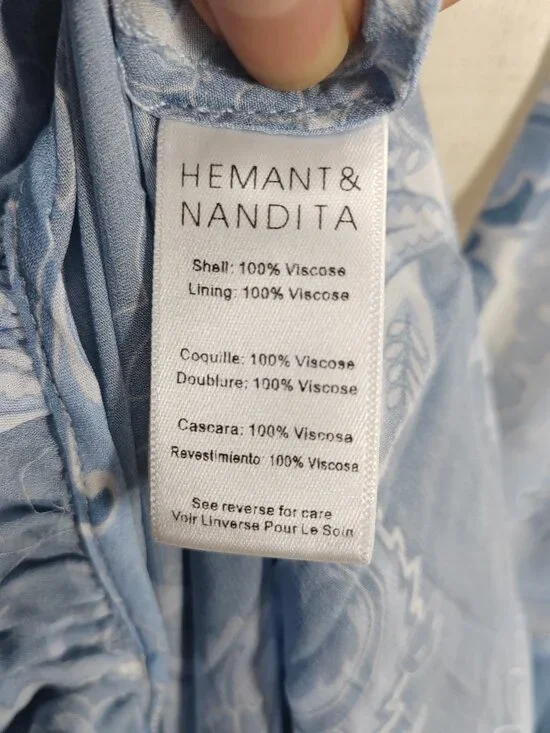 HEMANT &
NANDITA
Shell: 100% Viscose
Lining: 100% Viscose
Coquille: 100% Viscose
Doublure: 100% Viscose
Cascara: 100% Viscosa
Revestimiento: 100% Viscosa
See reverse for care
Voir Linverse Pour Le Soin